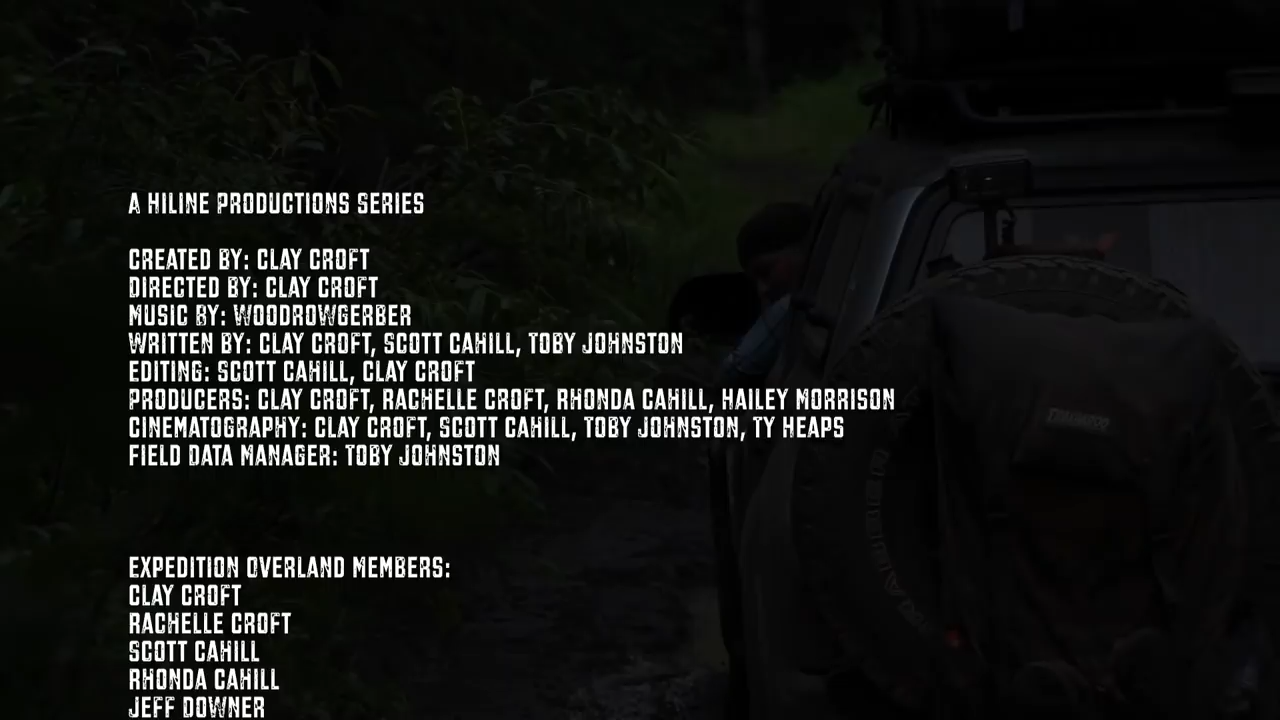 A HILINE PRODUCTIONS SERIES
CREATED BY: CLAY CROFT
DIRECTED BY: CLAY CROFT
MUSIC BY: WOODROWGERBER
WRITTEN BY: CLAY CROFT, SCOTT CAHILL, TOBY JOHNSTON
EDITING: SCOTT CAHILL, CLAY CROFT
PRODUCERS: CLAY CROFT, RACHELLE CROFT, RHONDA CAHILL, HAILEY MORRISON
CINEMATOGRAPHY: CLAY CROFT, SCOTT CAHILL, TOBY JOHNSTON, TY HEAPS
FIELD DATA MANAGER: TOBY JOHNSTON
EXPEDITION OVERLAND MEMBERS:
CLAY CROFT
RACHELLE CROFT
SCOTT CAHILL
RHONDA CAHILL
JEFF DOWNER